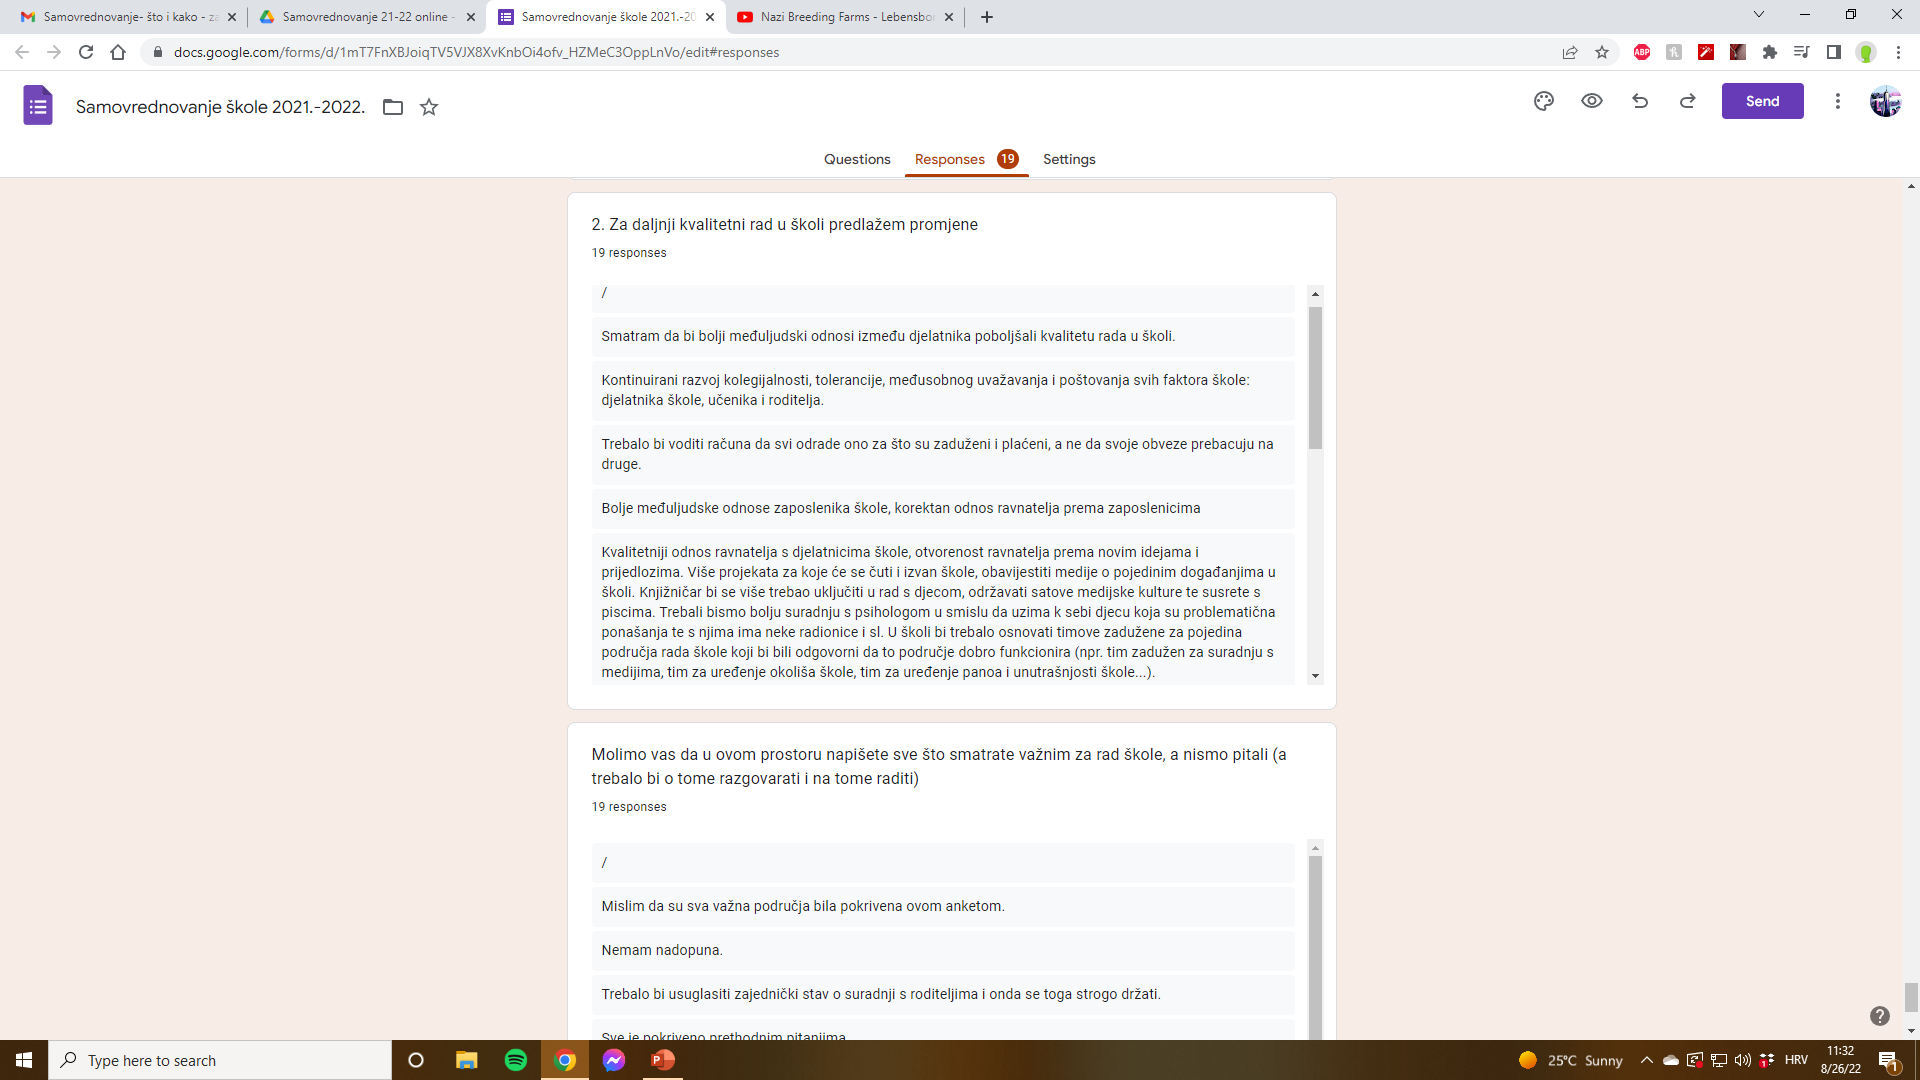 Samovrednovanje- što i kako - za
Samovrednovanje 21-22 online -
Samovrednovanje škole 2021.-20
Nazi Breeding Farms - Lebensbo
docs.google.com/forms/d/1mT7FnXBJoiqTV5VJX8XvKnbOi4ofv_HZMeC3OppLnVo/edit#responses
ABP
Samovrednovanje škole 2021.-2022.
Send
Questions
Responses 19
Settings
2. Za daljnji kvalitetni rad u školi predlažem promjene
19 responses
/
Smatram da bi bolji međuljudski odnosi između djelatnika poboljšali kvalitetu rada u školi.
Kontinuirani razvoj kolegijalnosti, tolerancije, međusobnog uvažavanja i poštovanja svih faktora škole:
djelatnika škole, učenika i roditelja.
Trebalo bi voditi računa da svi odrade ono za što su zaduženi i plaćeni, a ne da svoje obveze prebacuju na
druge.
Bolje međuljudske odnose zaposlenika škole, korektan odnos ravnatelja prema zaposlenicima
Kvalitetniji odnos ravnatelja s djelatnicima škole, otvorenost ravnatelja prema novim idejama i
prijedlozima. Više projekata za koje će se čuti i izvan škole, obavijestiti medije o pojedinim događanjima u
školi. Knjižničar bi se više trebao uključiti u rad s djecom, održavati satove medijske kulture te susrete s
piscima. Trebali bismo bolju suradnju s psihologom u smislu da uzima k sebi djecu koja su problematična
ponašanja te s njima ima neke radionice i sl. U školi bi trebalo osnovati timove zadužene za pojedina
područja rada škole koji bi bili odgovorni da to područje dobro funkcionira (npr. tim zadužen za suradnju s
medijima, tim za uređenje okoliša škole, tim za uređenje panoa i unutrašnjosti škole...).
Molimo vas da u ovom prostoru napišete sve što smatrate važnim za rad škole, a nismo pitali (a
trebalo bi o tome razgovarati i na tome raditi)
19 responses
/
Mislim da su sva važna područja bila pokrivena ovom anketom.
Nemam nadopuna.
Trebalo bi usuglasiti zajednički stav o suradnji s roditeljima i onda se toga strogo držati.
Sve je pokriveno prethodnim pitanjima
Type here to search
25°C Sunny
HRV
11:32
8/26/22
1